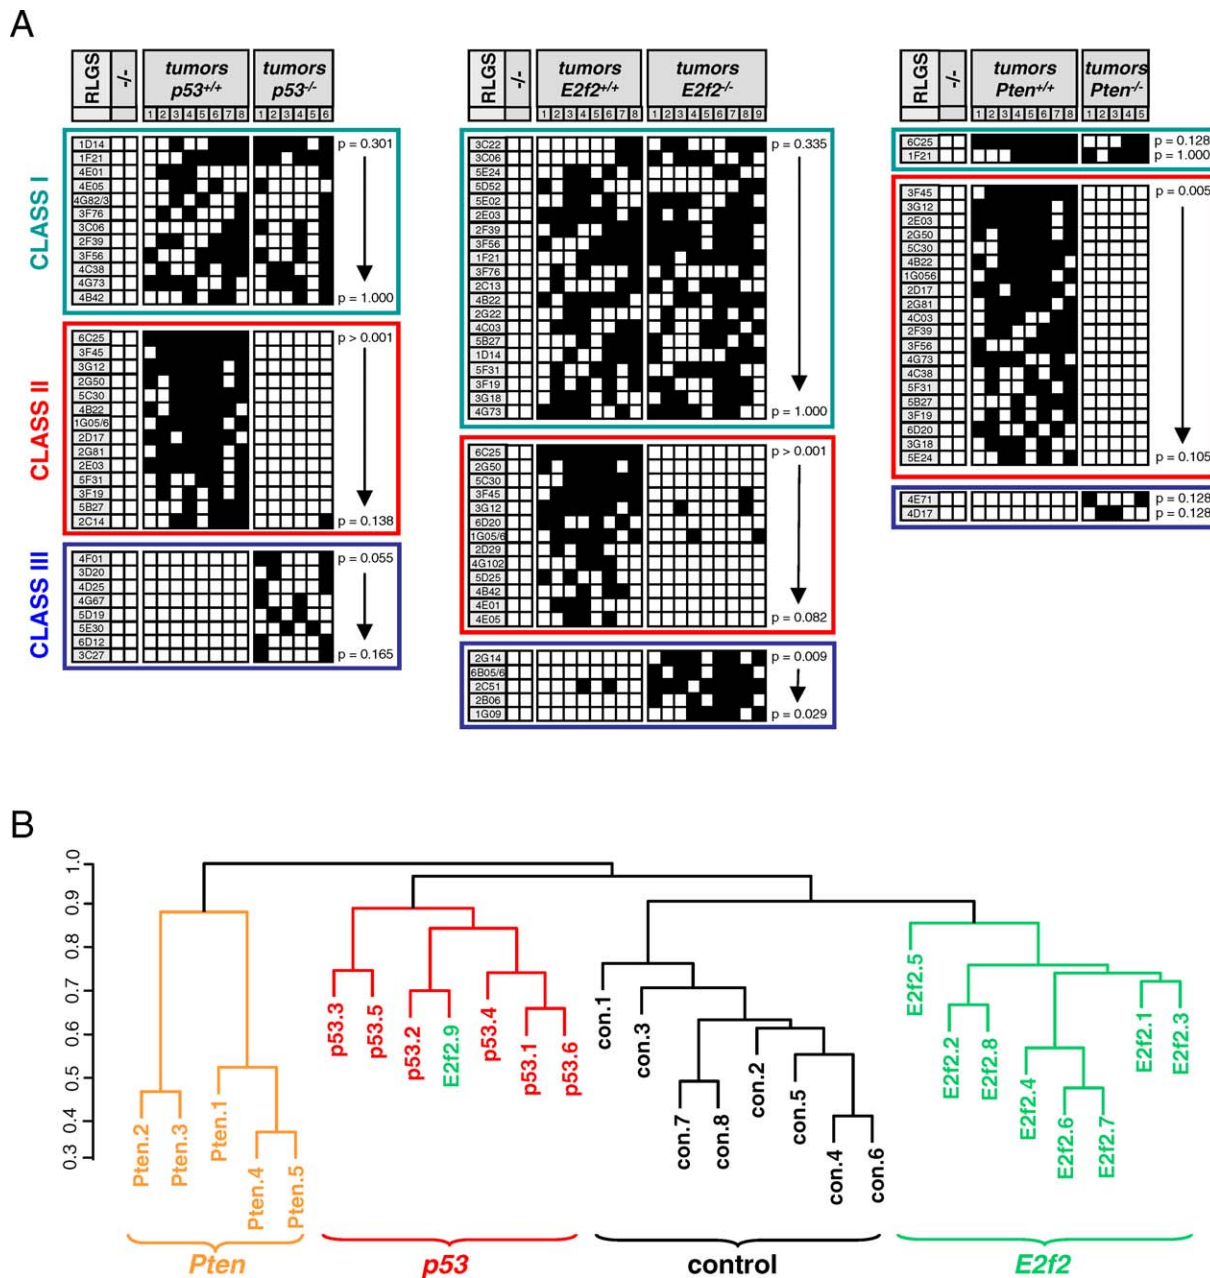 A
RLGS -/- tumors p53+/+ tumors p53-/-
1 2 3 4 5 6 7 8 1 2 3 4 5 6
CLASS I
1D14 p = 0.301
1F21
4E01
4E05
4G82/3
3F76
3C06
2F39
3F56
4C38
4G73
4B42 p = 1.000
CLASS II
6C25 p > 0.001
3F45
3G12
2G50
5C30
4B22
1G05/6
2D17
2G81
2E03
5F31
3F19
5B27
2C14 p = 0.138
CLASS III
4F01 p = 0.055
3D20
4D25
4G67
5D19
5E30
6D12
3C27 p = 0.165
RLGS -/- tumors E2f2+/+ tumors E2f2-/-
1 2 3 4 5 6 7 8 1 2 3 4 5 6 7 8 9
3C22 p = 0.335
3C06
5E24
5D52
5E02
2E03
2F39
3F56
1F21
3F76
2C13
4B22
2G22
4C03
5B27
1D14
5F31
3F19
3G18
4G73 p = 1.000
6C25 p > 0.001
2G50
5C30
3F45
3G12
6D20
1G05/6
2D29
4G102
5D25
4B42
4E01
4E05 p = 0.082
2G14 p = 0.009
6B05/6
2C51
2B06
1G09 p = 0.029
RLGS -/- tumors Pten+/+ tumors Pten-/-
1 2 3 4 5 6 7 8 1 2 3 4 5
6C25 p = 0.128
1F21 p = 1.000
3F45 p = 0.005
3G12
2E03
2G50
5C30
4B22
1G056
2D17
2G81
4C03
2F39
3F56
4G73
4C38
5F31
5B27
3F19
6D20
3G18
5E24 p = 0.105
4E71 p = 0.128
4D17 p = 0.128
B
1.0
0.9
0.8
0.7
0.6
0.5
0.4
0.3
Pten.2
Pten.3
Pten.1
Pten.4
Pten.5
p53.3
p53.5
p53.2
E2f2.9
p53.4
p53.1
p53.6
con.1
con.3
con.7
con.8
con.2
con.5
con.4
con.6
E2f2.5
E2f2.2
E2f2.8
E2f2.4
E2f2.6
E2f2.7
E2f2.1
E2f2.3
Pten p53 control E2f2